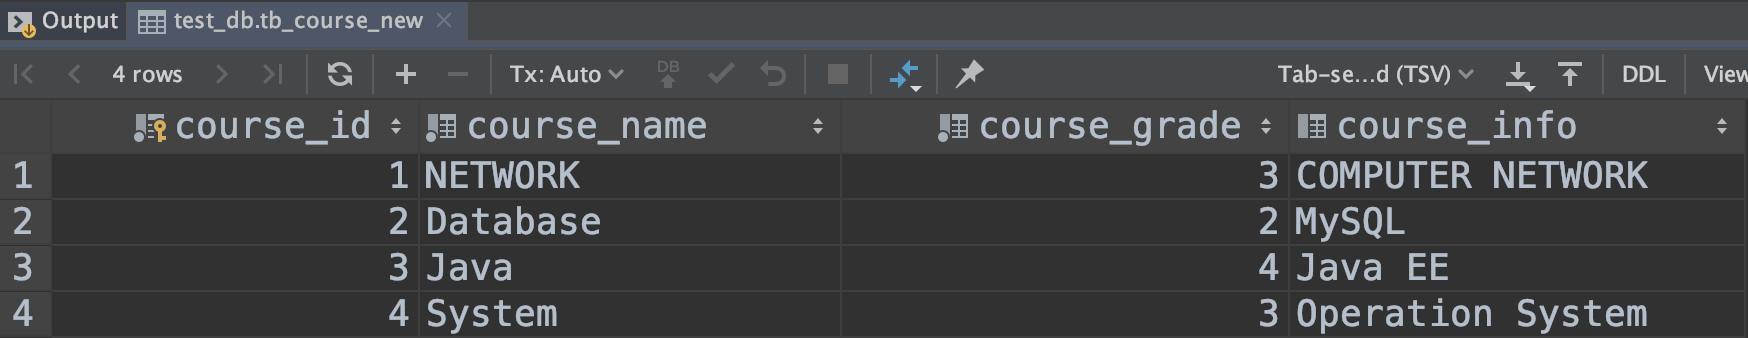 Output test_db.tb_course_new
4 rows Tx: Auto DB Tab-se...d (TSV) DDL View
course_id course_name course_grade course_info
1 1 NETWORK 3 COMPUTER NETWORK
2 2 Database 2 MySQL
3 3 Java 4 Java EE
4 4 System 3 Operation System